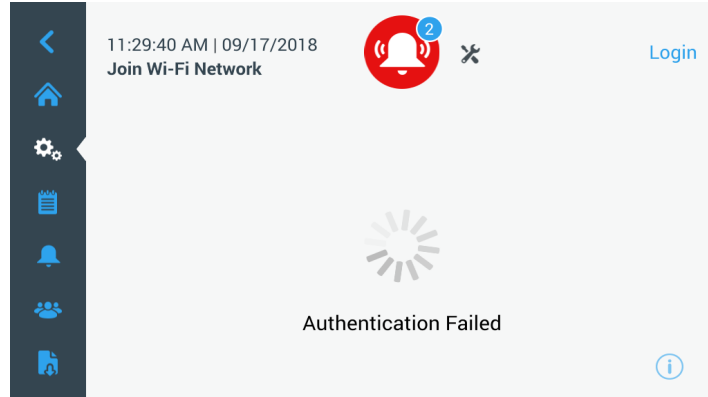 11:29:40 AM | 09/17/2018
Join Wi-Fi Network
2
Login
Authentication Failed
i